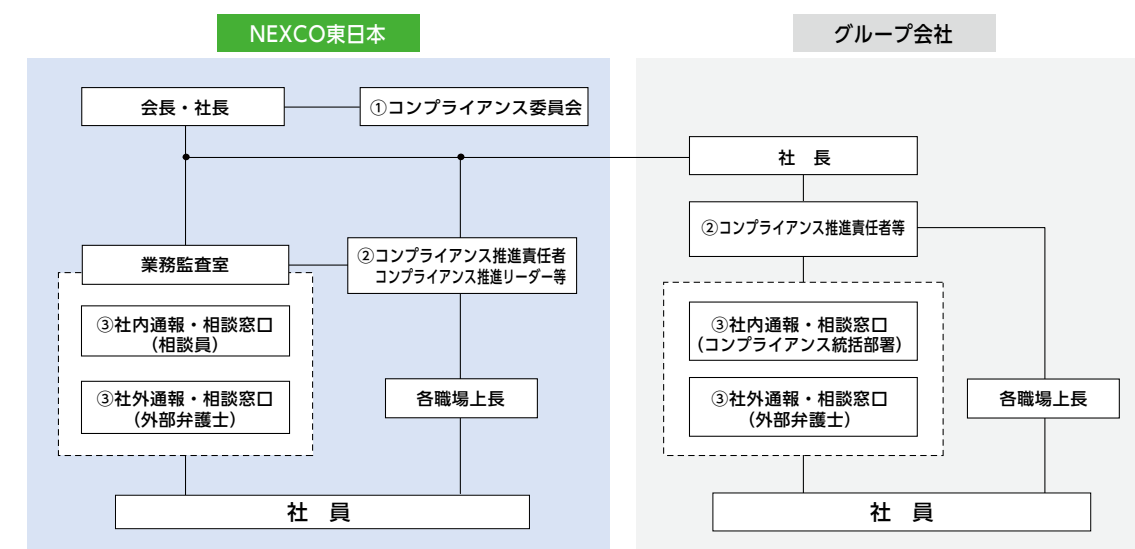 NEXCO東日本
会長・社長
①コンプライアンス委員会
業務監査室
②コンプライアンス推進責任者
コンプライアンス推進リーダー等
③社内通報・相談窓口
(相談員)
③社外通報・相談窓口
(外部弁護士)
各職場上長
社　員
グループ会社
社　長
②コンプライアンス推進責任者等
③社内通報・相談窓口
(コンプライアンス統括部署)
③社外通報・相談窓口
(外部弁護士)
各職場上長
社　員